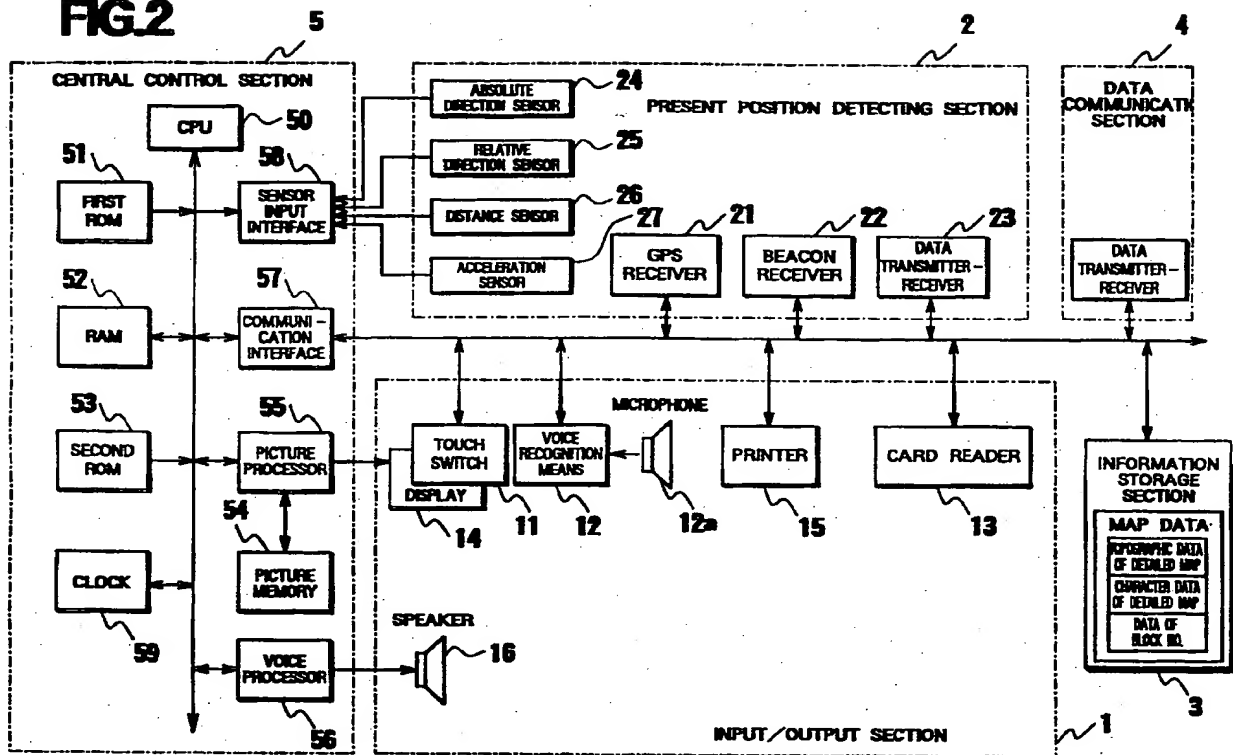 FIG.2
5
CENTRAL CONTROL SECTION
CPU
50
51
FIRST
ROM
58
SENSOR
INPUT
INTERFACE
52
RAM
57
COMMUNI-
CATION
INTERFACE
53
SECOND
ROM
55
PICTURE
PROCESSOR
54
PICTURE
MEMORY
CLOCK
59
VOICE
PROCESSOR
56
2
PRESENT POSITION DETECTING SECTION
ABSOLUTE
DIRECTION SENSOR
24
RELATIVE
DIRECTION SENSOR
25
DISTANCE SENSOR
26
ACCELERATION
SENSOR
27
21
GPS
RECEIVER
22
BEACON
RECEIVER
23
DATA
TRANSMITTER-
RECEIVER
4
DATA
COMMUNICATI
SECTION
DATA
TRANSMITTER-
RECEIVER
TOUCH
SWITCH
DISPLAY
14
11
VOICE
RECOGNITION
MEANS
12
MICROPHONE
12a
PRINTER
15
CARD READER
13
SPEAKER
16
INPUT/OUTPUT SECTION
1
INFORMATION
STORAGE
SECTION
MAP DATA
TOPOGRAPHIC DATA
OF DETAILED MAP
CHARACTER DATA
OF DETAILED MAP
DATA OF
BLOCK NO.
3